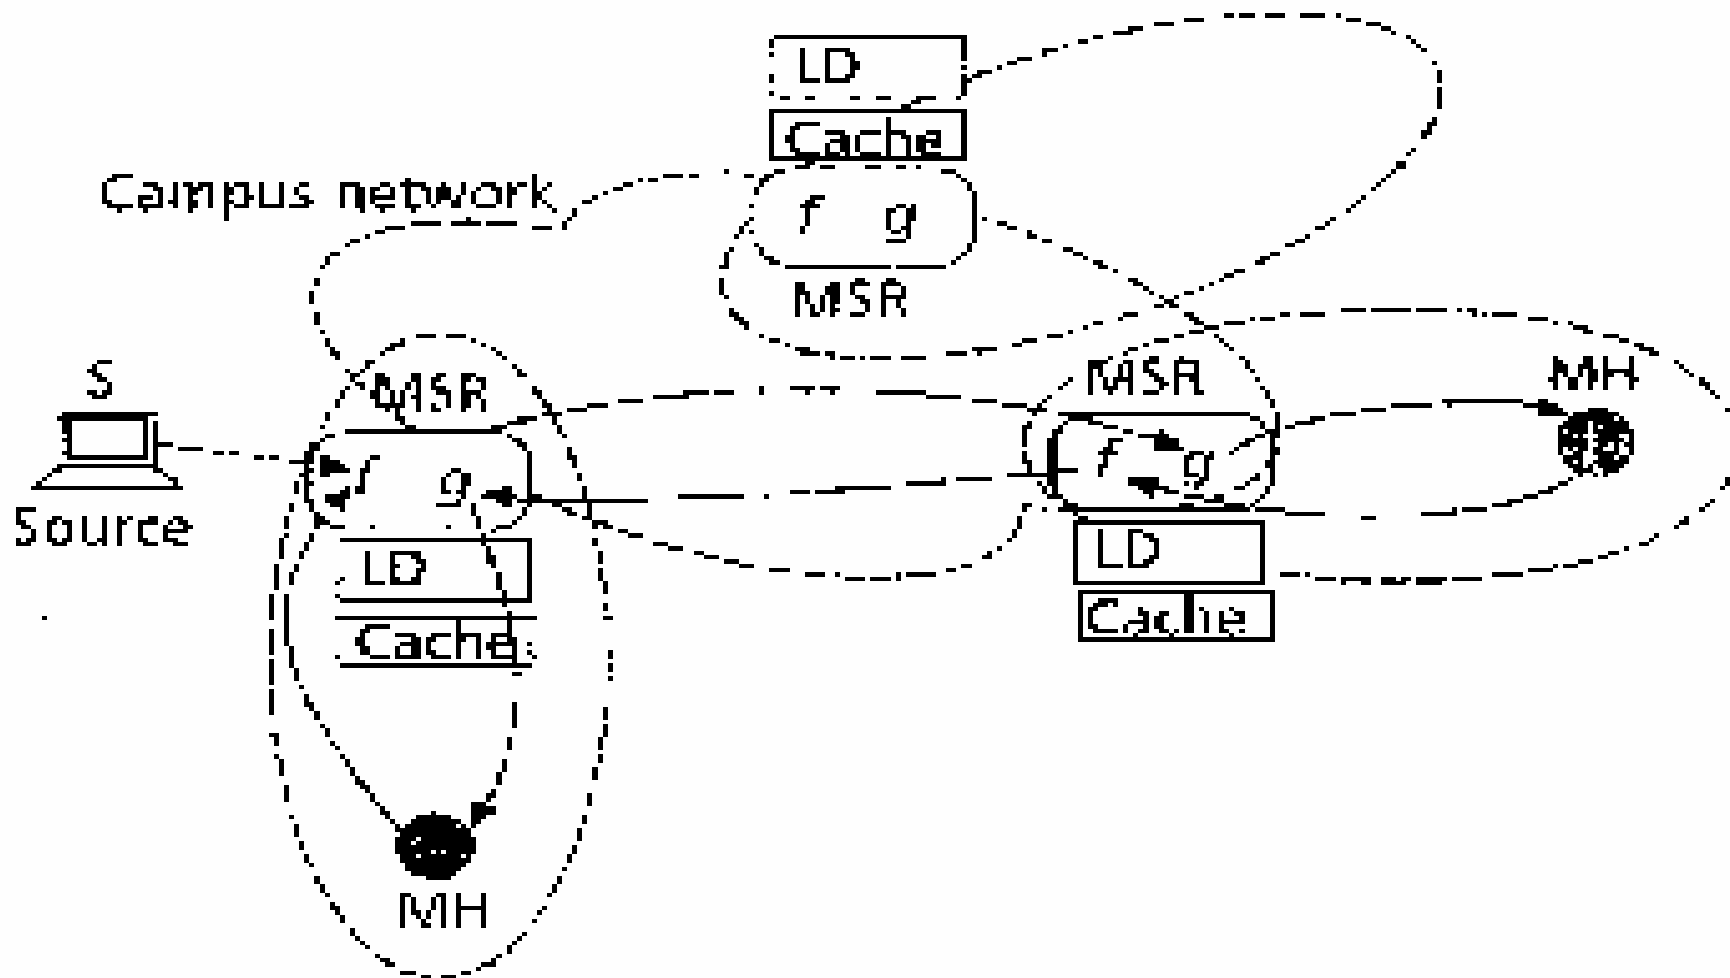 LD
Cache
Campus network
f g
MSR
S
MSR
MSR
MH
f g
f g
Source
LD
LD
Cache
Cache
MH